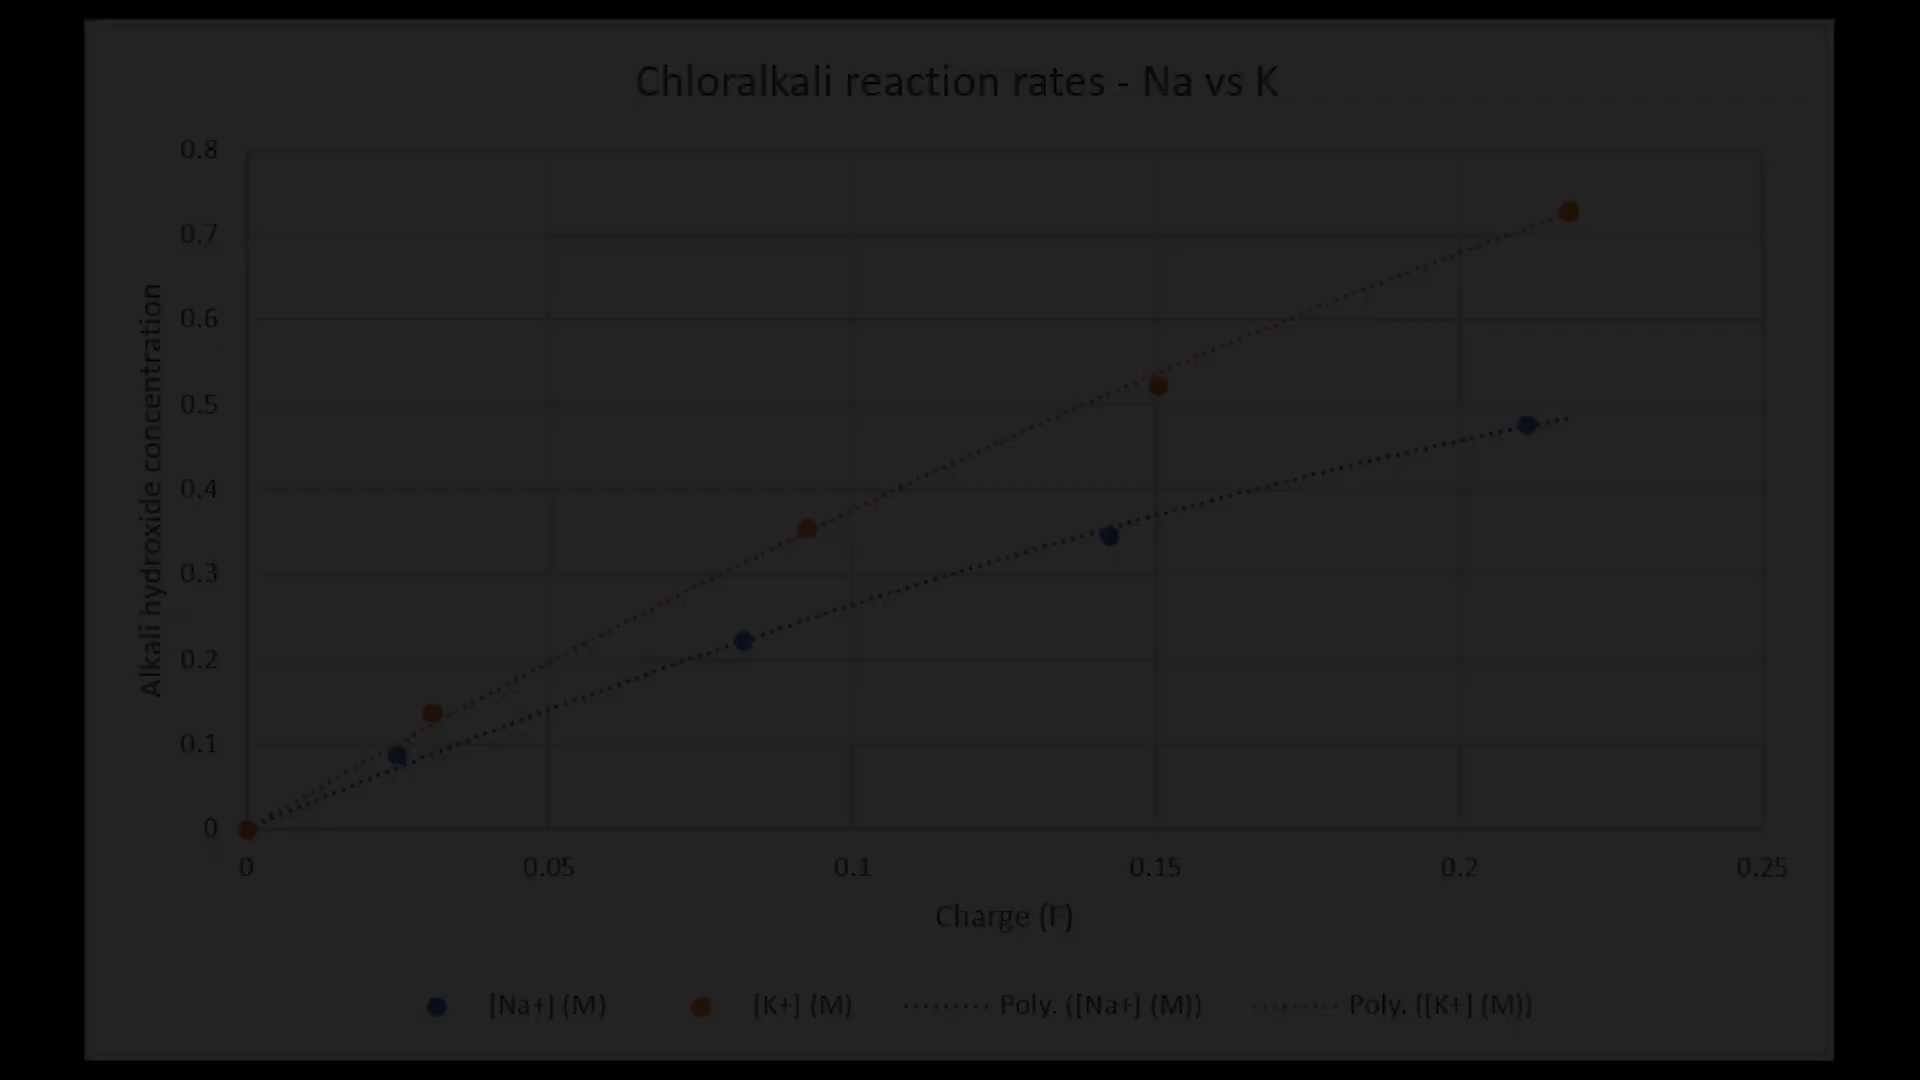 Chloralkali reaction rates - Na vs K
0.8
0.7
0.6
0.5
0.4
0.3
0.2
0.1
0
Alkali hydroxide concentration
0 0.05 0.1 0.15 0.2 0.25
Charge (F)
[Na+] (M) [K+] (M) Poly. ([Na+] (M)) Poly. ([K+] (M))